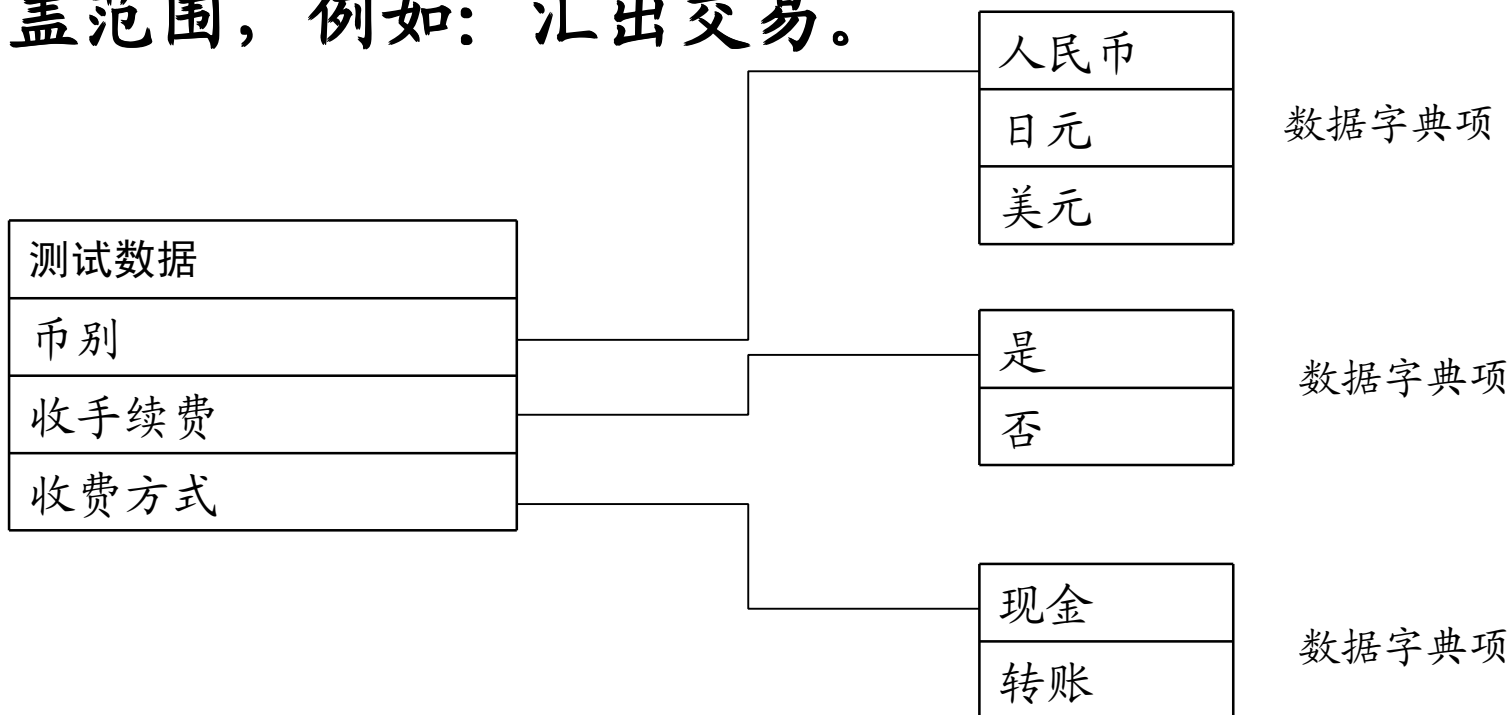 盖范围，例如：汇出交易。
人民币
日元
美元
数据字典项
测试数据
币别
收手续费
收费方式
是
否
数据字典项
现金
转账
数据字典项